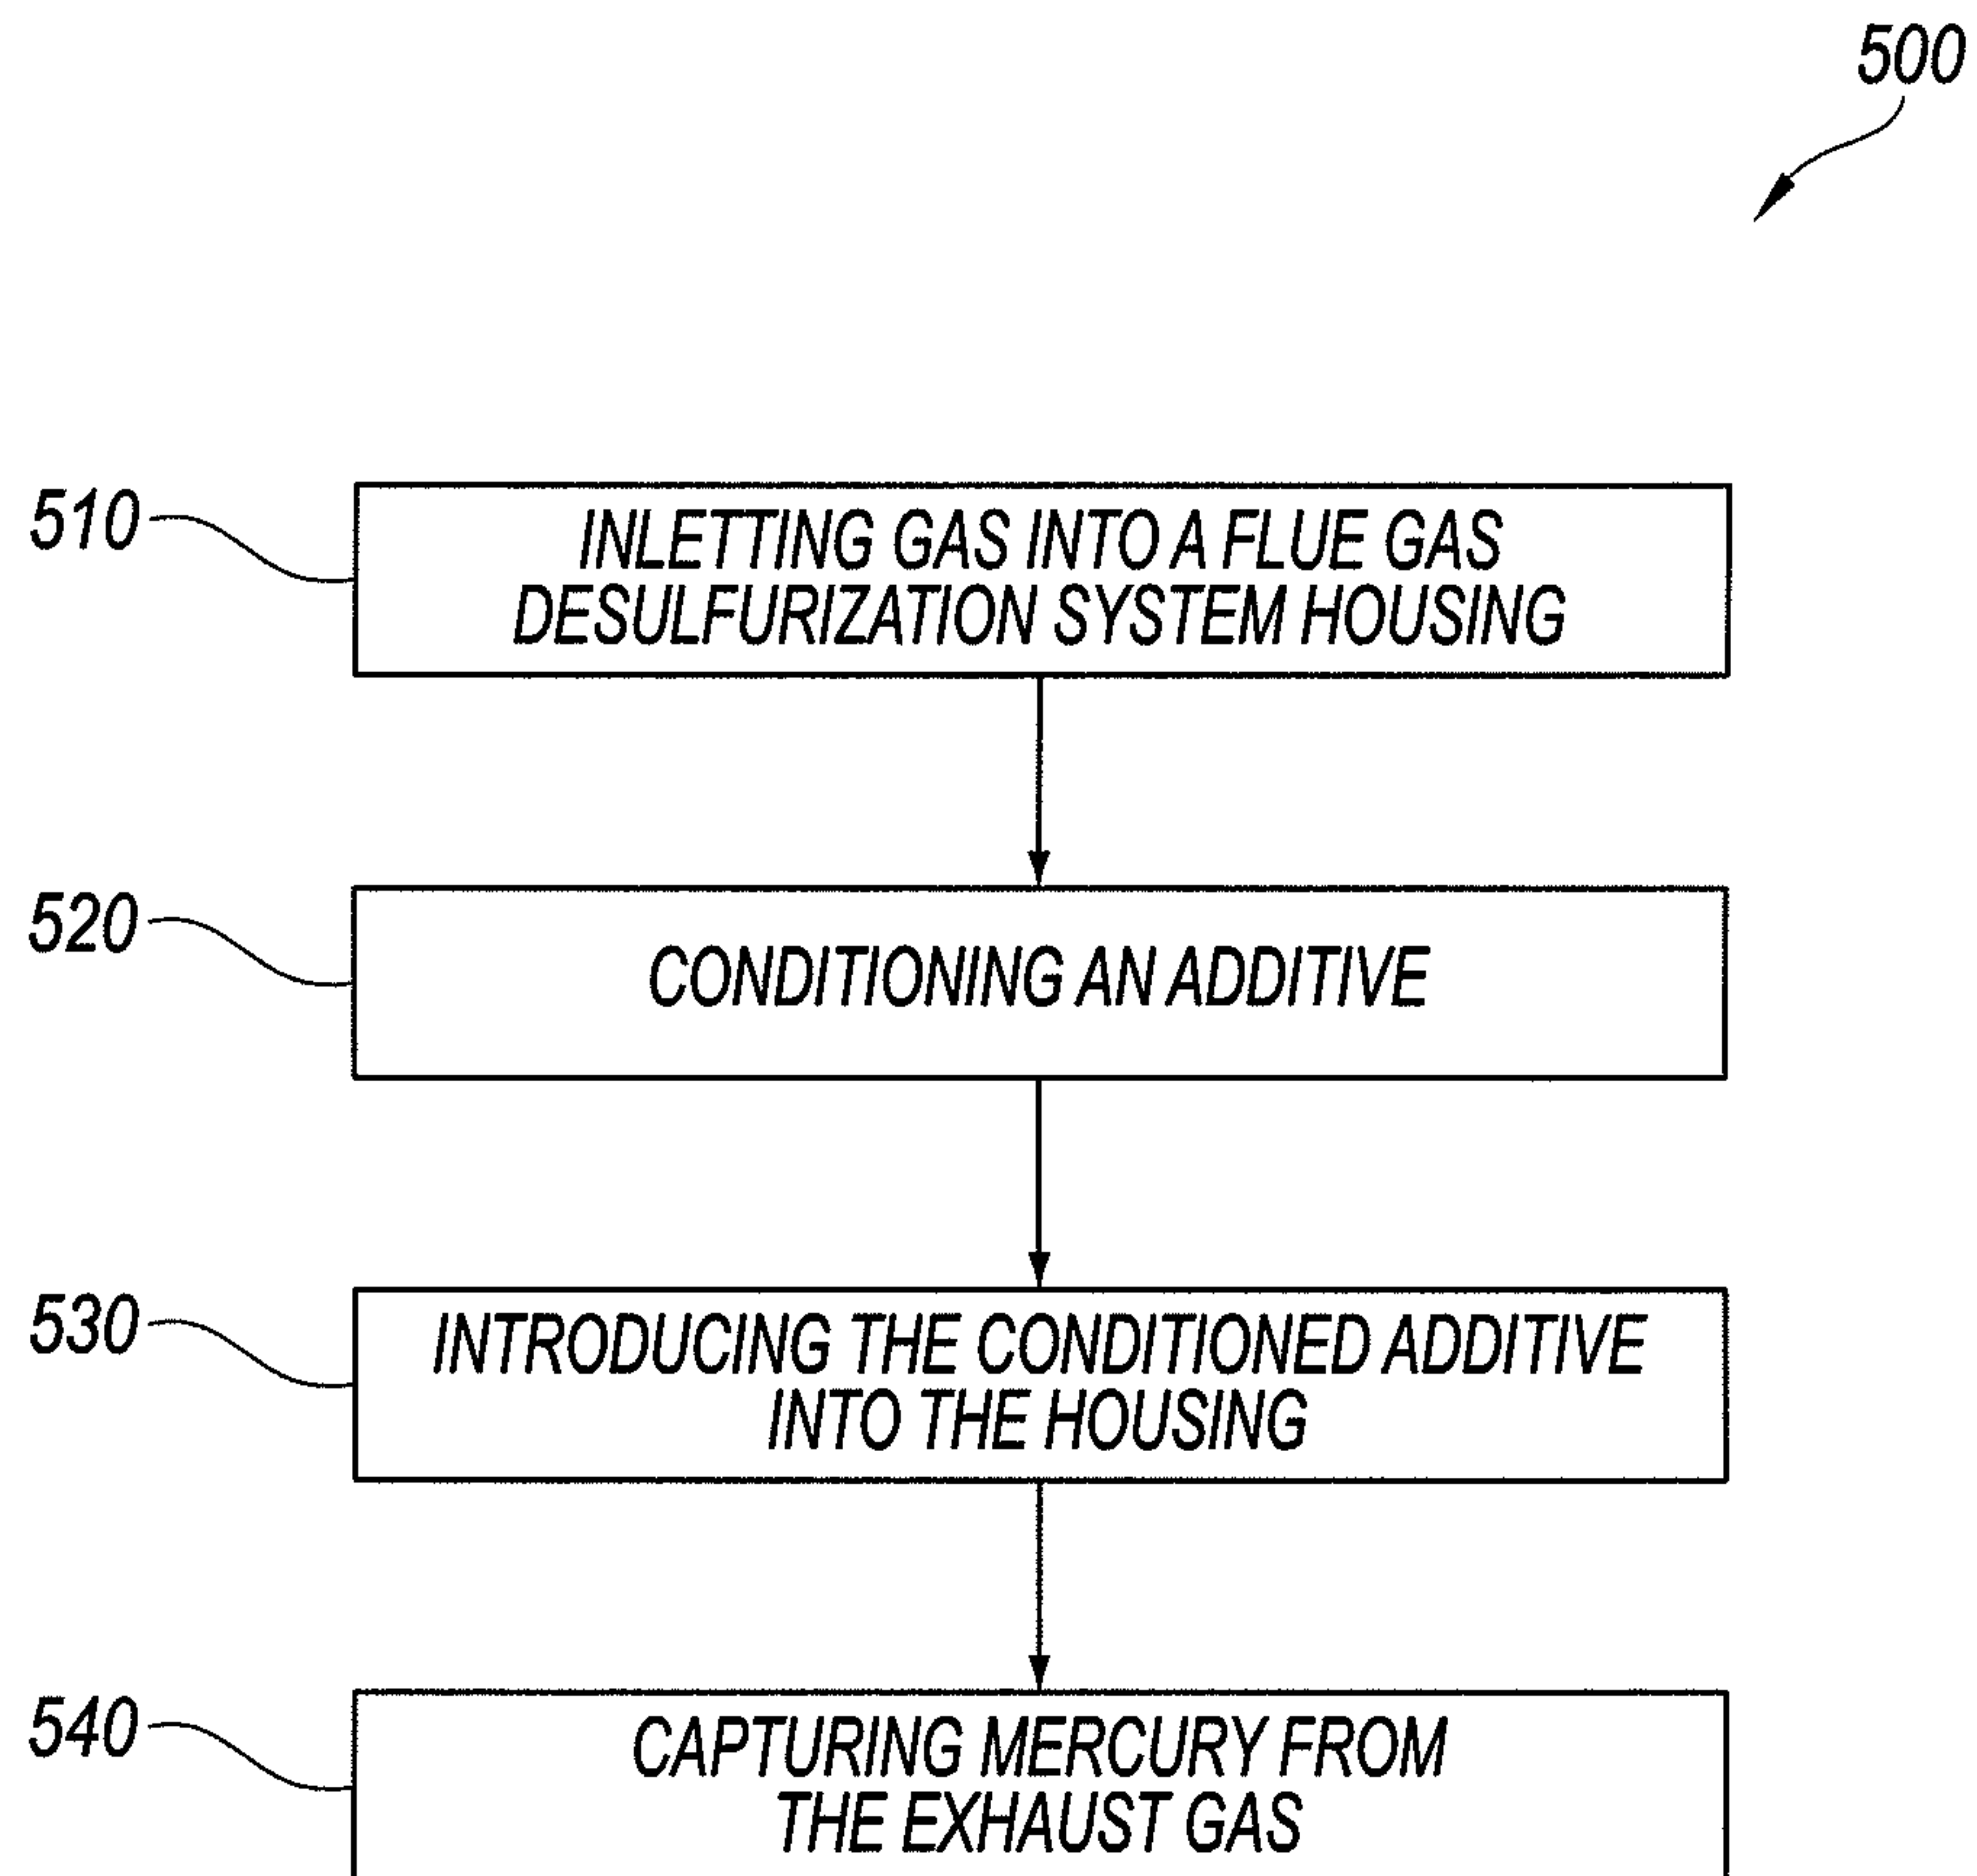 500
510
INLETTING GAS INTO A FLUE GAS
DESULFURIZATION SYSTEM HOUSING
520
CONDITIONING AN ADDITIVE
530
INTRODUCING THE CONDITIONED ADDITIVE
INTO THE HOUSING
540
CAPTURING MERCURY FROM
THE EXHAUST GAS